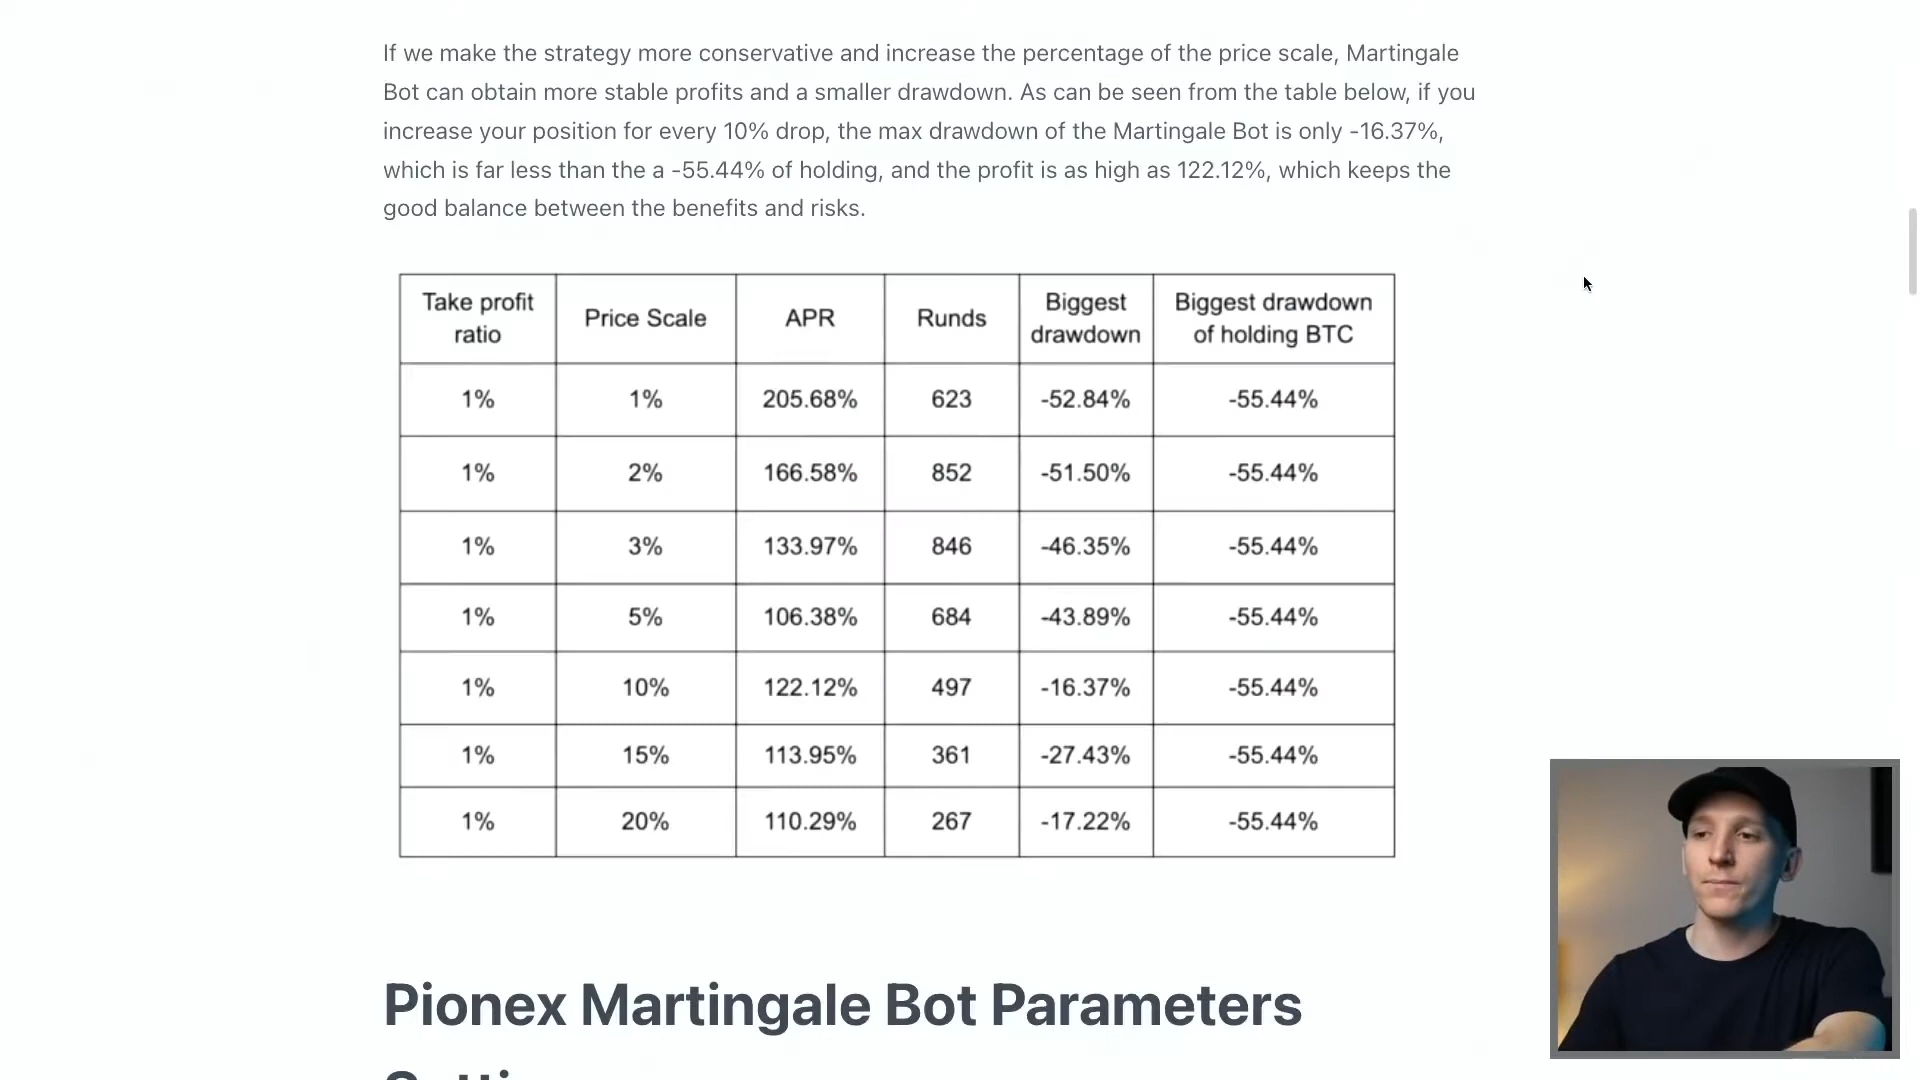 If we make the strategy more conservative and increase the percentage of the price scale, Martingale
Bot can obtain more stable profits and a smaller drawdown. As can be seen from the table below, if you
increase your position for every 10% drop, the max drawdown of the Martingale Bot is only -16.37%,
which is far less than the a -55.44% of holding, and the profit is as high as 122.12%, which keeps the
good balance between the benefits and risks.
Take profit ratio Price Scale APR Runds Biggest drawdown Biggest drawdown of holding BTC
1% 1% 205.68% 623 -52.84% -55.44%
1% 2% 166.58% 852 -51.50% -55.44%
1% 3% 133.97% 846 -46.35% -55.44%
1% 5% 106.38% 684 -43.89% -55.44%
1% 10% 122.12% 497 -16.37% -55.44%
1% 15% 113.95% 361 -27.43% -55.44%
1% 20% 110.29% 267 -17.22% -55.44%
Pionex Martingale Bot Parameters